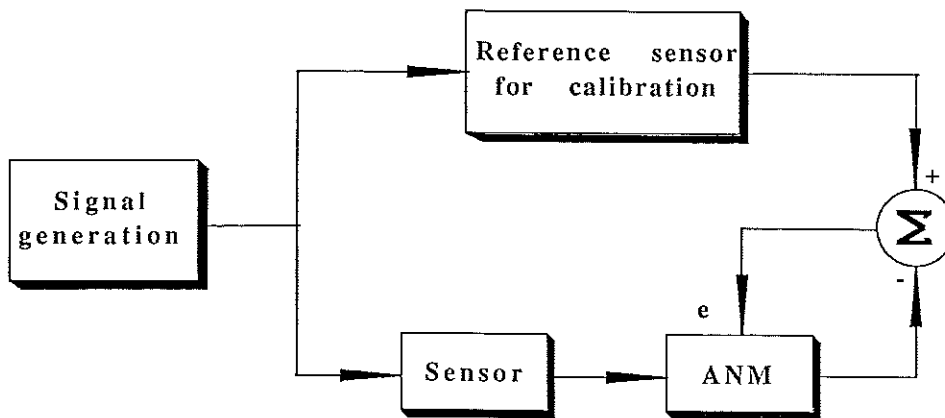 Reference sensor
for calibration
Signal
generation
+
Σ
-
e
Sensor
ANM